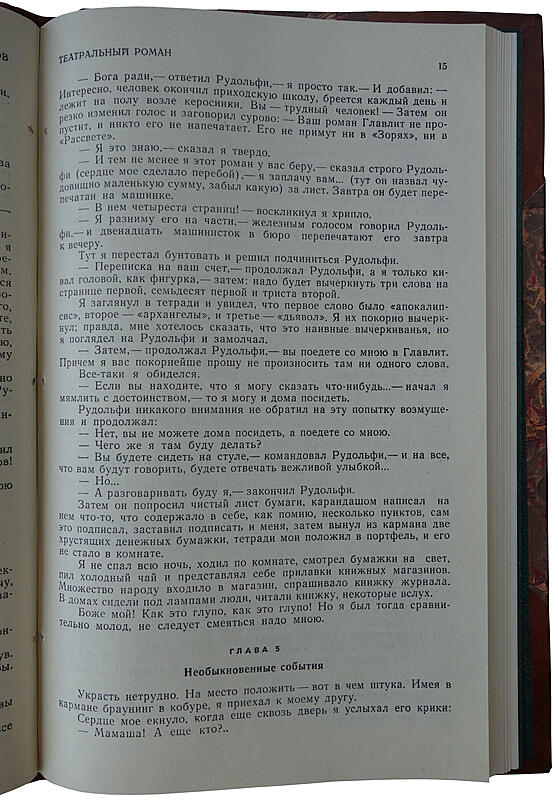 ТЕАТРАЛЬНЫЙ РОМАН
15
— Бога ради,— ответил Рудольфи,— я просто так.— И добавил: —
Интересно, человек окончил приходскую школу, бреется каждый день и
лежит на полу возле керосинки. Вы — трудный человек! — Затем он
резко изменил голос и заговорил сурово: — Ваш роман Главлит не про-
пустит, и никто его не напечатает. Его не примут ни в «Зорях», ни в
«Рассвете».
— Я это знаю,— сказал я твердо.
— И тем не менее я этот роман у вас беру,— сказал строго Рудоль-
фи (сердце мое сделало перебой),— я заплачу вам... (тут он назвал чу-
довищно маленькую сумму, забыл какую) за лист. Завтра он будет пере-
печатан на машинке.
— В нем четыреста страниц! — воскликнул я хрипло.
— Я разниму его на части,— железным голосом говорил Рудоль-
фи,— и двенадцать машинисток в бюро перепечатают его завтра
к вечеру.
Тут я перестал бунтовать и решил подчиниться Рудольфи.
— Переписка на ваш счет,— продолжал Рудольфи, а я только ки-
вал головой, как фигурка,— затем: надо будет вычеркнуть три слова на
странице первой, семьдесят первой и триста второй.
Я заглянул в тетради и увидел, что первое слово было «апокалип-
сис», второе — «архангелы», и третье — «дьявол». Я их покорно вычерк-
нул; правда, мне хотелось сказать, что это наивные вычеркиванья, но
я поглядел на Рудольфи и замолчал.
— Затем,— продолжал Рудольфи,— вы поедете со мною в Главлит.
Причем я вас покорнейше прошу не произносить там ни одного слова.
Все-таки я обиделся.
— Если вы находите, что я могу сказать что-нибудь...— начал я
мямлить с достоинством,— то я могу и дома посидеть.
Рудольфи никакого внимания не обратил на эту попытку возмуще-
ния и продолжал:
— Нет, вы не можете дома посидеть, а поедете со мною.
— Чего же я там буду делать?
— Вы будете сидеть на стуле,— командовал Рудольфи,— и на все,
что вам будут говорить, будете отвечать вежливой улыбкой...
— Но...
— А разговаривать буду я,— закончил Рудольфи.
Затем он попросил чистый лист бумаги, карандашом написал на
нем что-то, что содержало в себе, как помню, несколько пунктов, сам
это подписал, заставил подписать и меня, затем вынул из кармана две
хрустящих денежных бумажки, тетради мои положил в портфель, и его
не стало в комнате.
Я не спал всю ночь, ходил по комнате, смотрел бумажки на свет,
пил холодный чай и представлял себе прилавки книжных магазинов.
Множество народу входило в магазин, спрашивало книжку журнала.
В домах сидели под лампами люди, читали книжку, некоторые вслух.
Боже мой! Как это глупо, как это глупо! Но я был тогда сравни-
тельно молод, не следует смеяться надо мною.
ГЛАВА 5
Необыкновенные события
Украсть нетрудно. На место положить — вот в чем штука. Имея в
кармане браунинг в кобуре, я приехал к моему другу.
Сердце мое екнуло, когда еще сквозь дверь я услыхал его крики:
— Мамаша! А еще кто?..